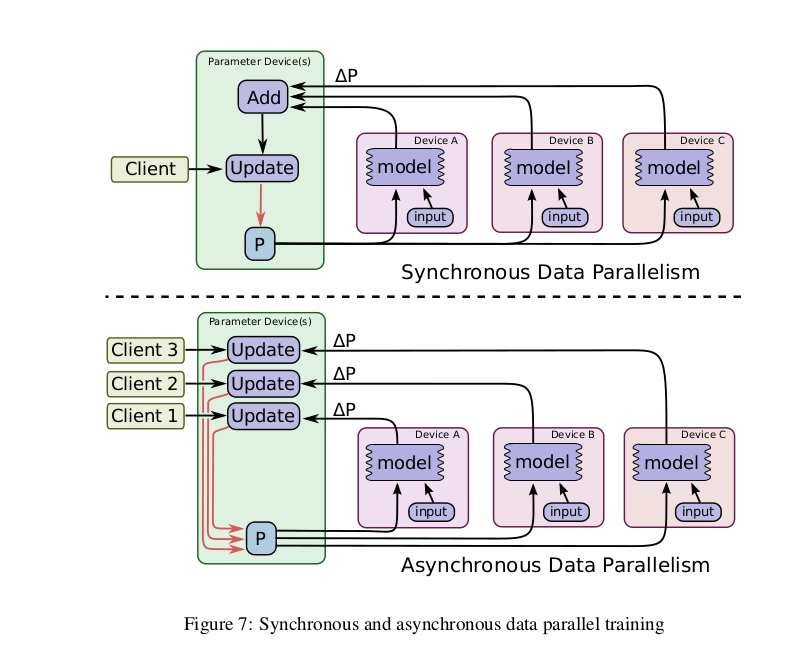 Parameter Device(s)
ΔP
Add
Device A
Device B
Device C
Client
Update
model
model
model
input
input
input
P
Synchronous Data Parallelism
Parameter Device(s)
Client 3
Update
ΔP
Client 2
Update
ΔP
Client 1
Update
ΔP
Device A
Device B
Device C
model
model
model
input
input
input
P
Asynchronous Data Parallelism
Figure 7: Synchronous and asynchronous data parallel training